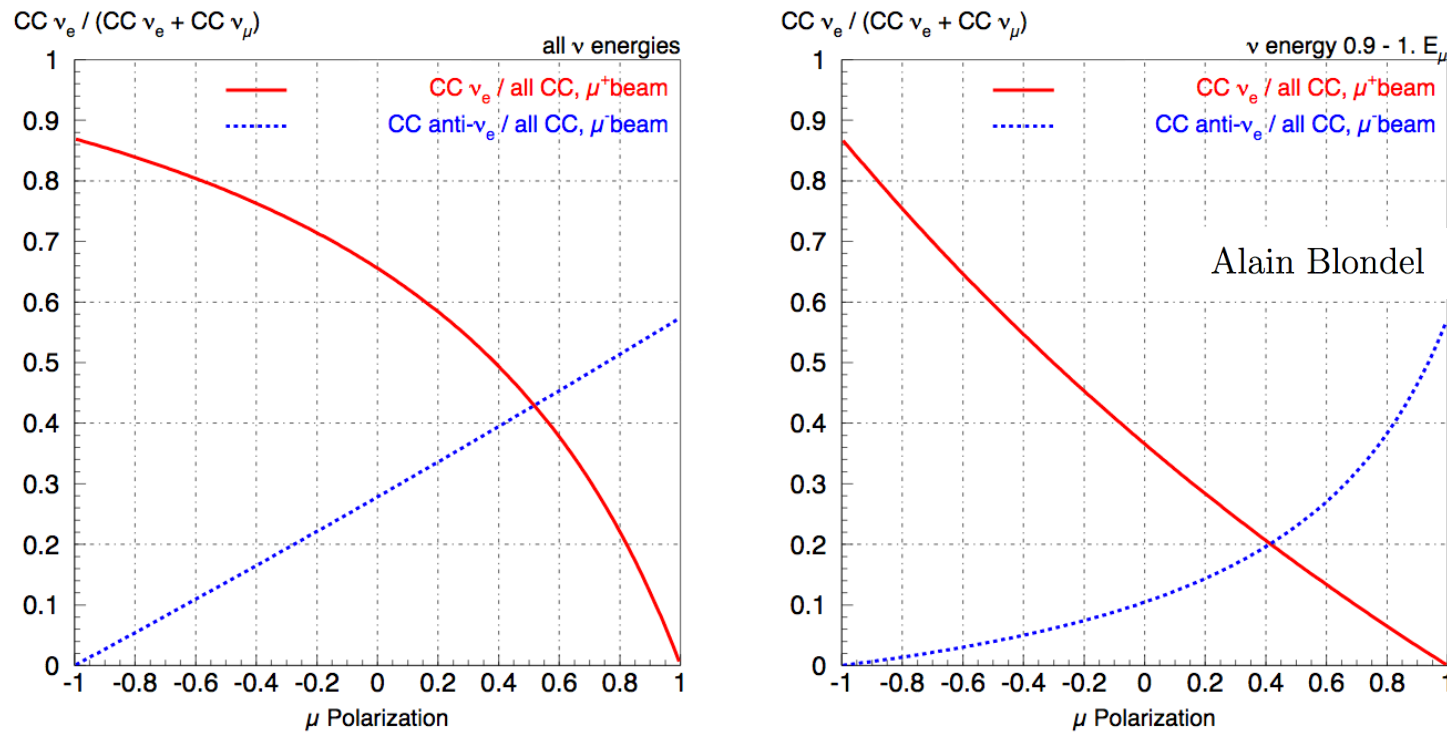 CC νe / (CC νe + CC νμ)
all ν energies
CC νe / all CC, μ+beam
CC anti-νe / all CC, μ-beam
1
0.9
0.8
0.7
0.6
0.5
0.4
0.3
0.2
0.1
0
-1 -0.8 -0.6 -0.4 -0.2 0 0.2 0.4 0.6 0.8 1
μ Polarization
CC νe / (CC νe + CC νμ)
ν energy 0.9 - 1. Eμ
CC νe / all CC, μ+beam
CC anti-νe / all CC, μ-beam
Alain Blondel
1
0.9
0.8
0.7
0.6
0.5
0.4
0.3
0.2
0.1
0
-1 -0.8 -0.6 -0.4 -0.2 0 0.2 0.4 0.6 0.8 1
μ Polarization